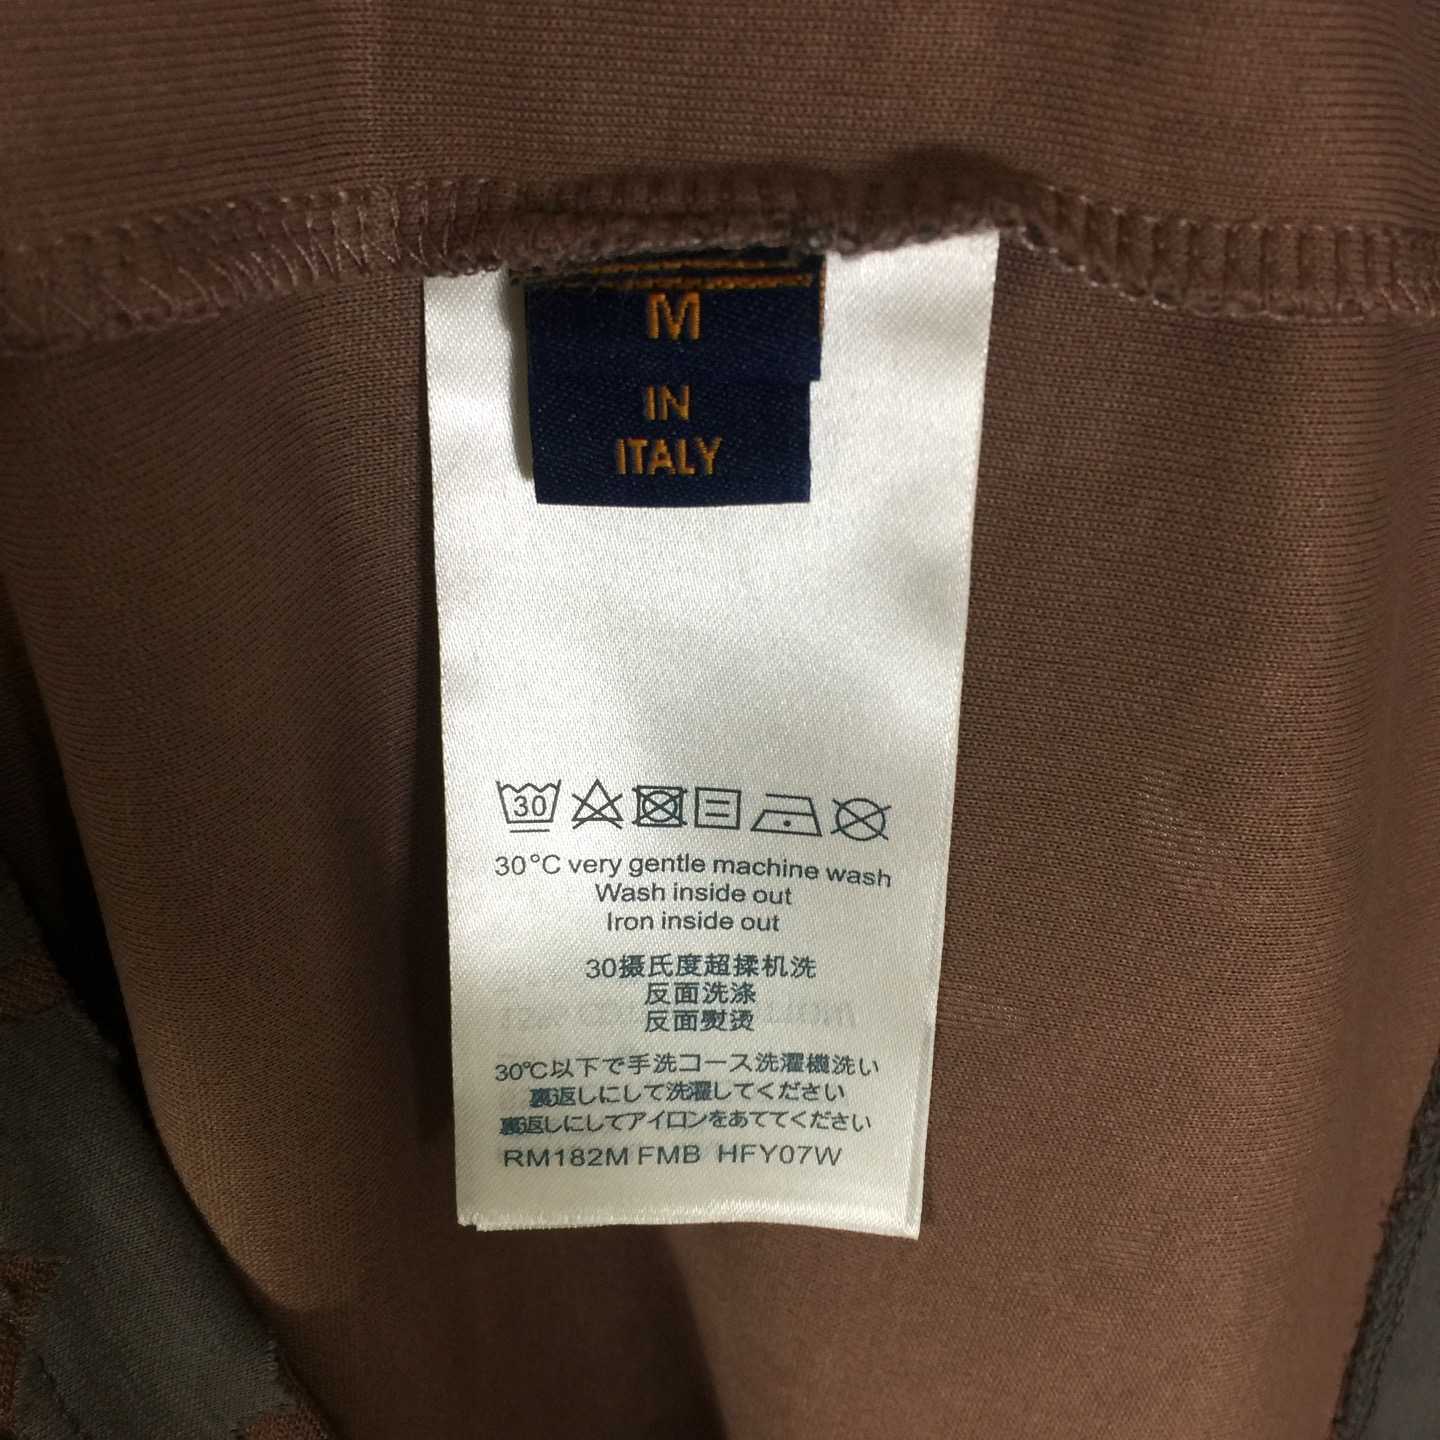 M
IN
ITALY
30
30°C very gentle machine wash
Wash inside out
Iron inside out
30摄氏度超揉机洗
反面洗涤
反面熨烫
30℃以下で手洗コース洗濯機洗い
裏返しにして洗濯してください
裏返しにしてアイロンをあててください
RM182M FMB HFY07W